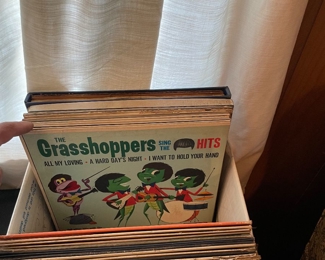 THE
Grasshoppers SING THE HITS
ALL MY LOVING - A HARD DAY'S NIGHT - I WANT TO HOLD YOUR HAND